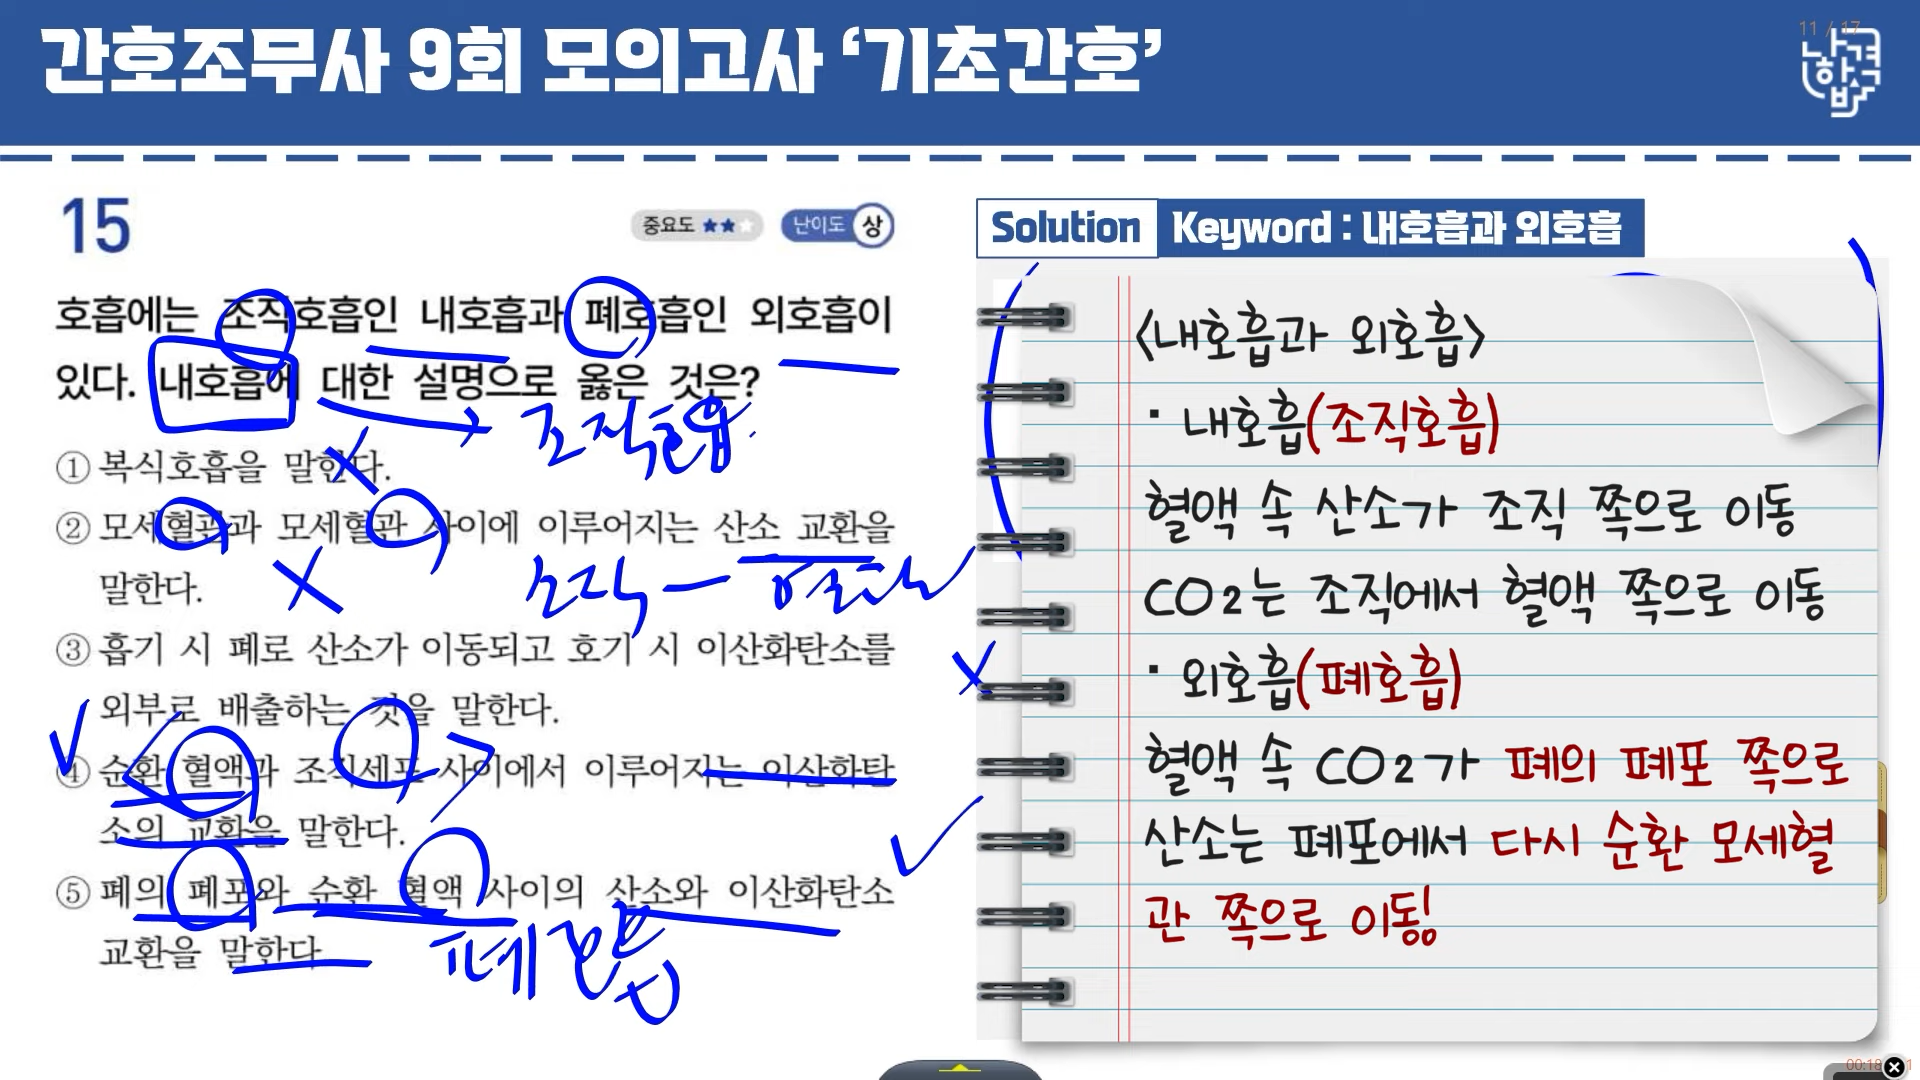 간호조무사 9회 모의고사 ‘기초간호’
11 / 17
합격
15
중요도 ★★★
난이도 상
호흡에는 조직호흡인 내호흡과 폐호흡인 외호흡이
있다. 내호흡에 대한 설명으로 옳은 것은?
조직호흡
① 복식호흡을 말한다.
② 모세혈관과 모세혈관 사이에 이루어지는 산소 교환을
말한다.
③ 흡기 시 폐로 산소가 이동되고 호기 시 이산화탄소를
외부로 배출하는 것을 말한다.
④ 순환 혈액과 조직세포 사이에서 이루어지는 이산화탄
소의 교환을 말한다.
⑤ 폐의 폐포와 순환 혈액 사이의 산소와 이산화탄소
교환을 말한다
폐호흡
Solution
Keyword : 내호흡과 외호흡
<내호흡과 외호흡>
· 내호흡(조직호흡)
혈액 속 산소가 조직 쪽으로 이동
CO2는 조직에서 혈액 쪽으로 이동
· 외호흡(폐호흡)
혈액 속 CO2가 폐의 폐포 쪽으로
산소는 폐포에서 다시 순환 모세혈
관 쪽으로 이동!